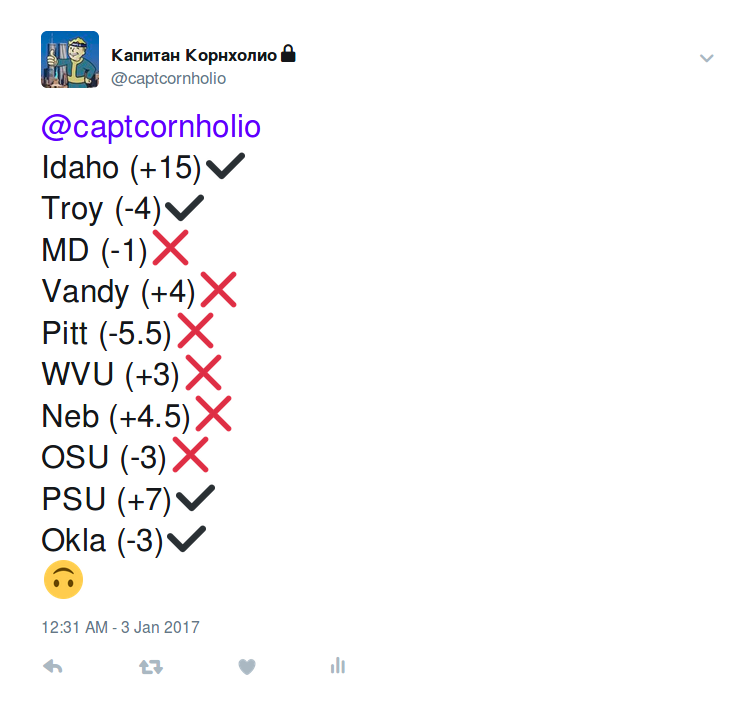 Капитан Корнхолио🔒
@captcornholio
@captcornholio
Idaho (+15)✔
Troy (-4)✔
MD (-1)❌
Vandy (+4)❌
Pitt (-5.5)❌
WVU (+3)❌
Neb (+4.5)❌
OSU (-3)❌
PSU (+7)✔
Okla (-3)✔
🙃
12:31 AM - 3 Jan 2017